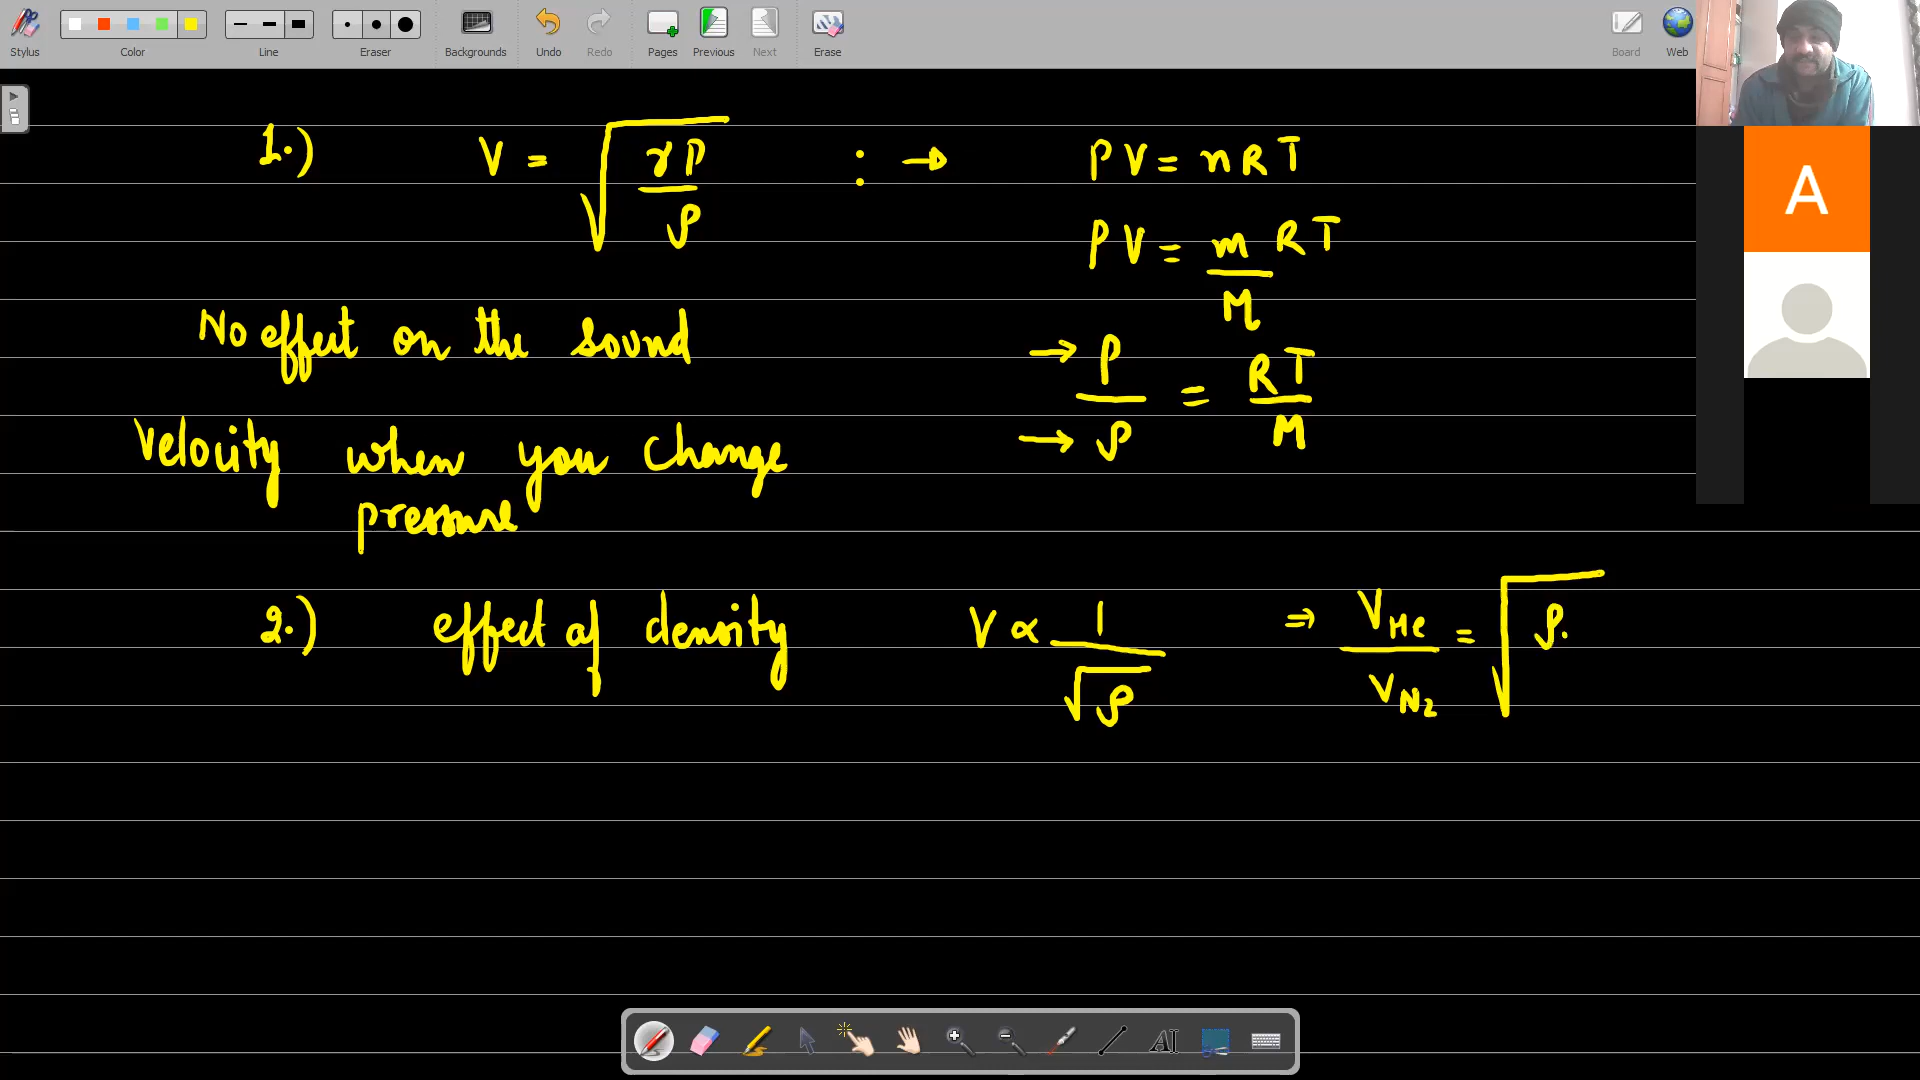 Stylus Color Line Eraser Backgrounds Undo Redo Pages Previous Next Erase Board Web
1.) V = √(γP/ρ) : → PV = nRT
PV = m/M RT
No effect on the sound
→ P/→ ρ = RT/M
Velocity when you change
pressure
2.) effect of density V ∝ 1/√ρ ⇒ V_He/V_N₂ = √ρ.
A
AI